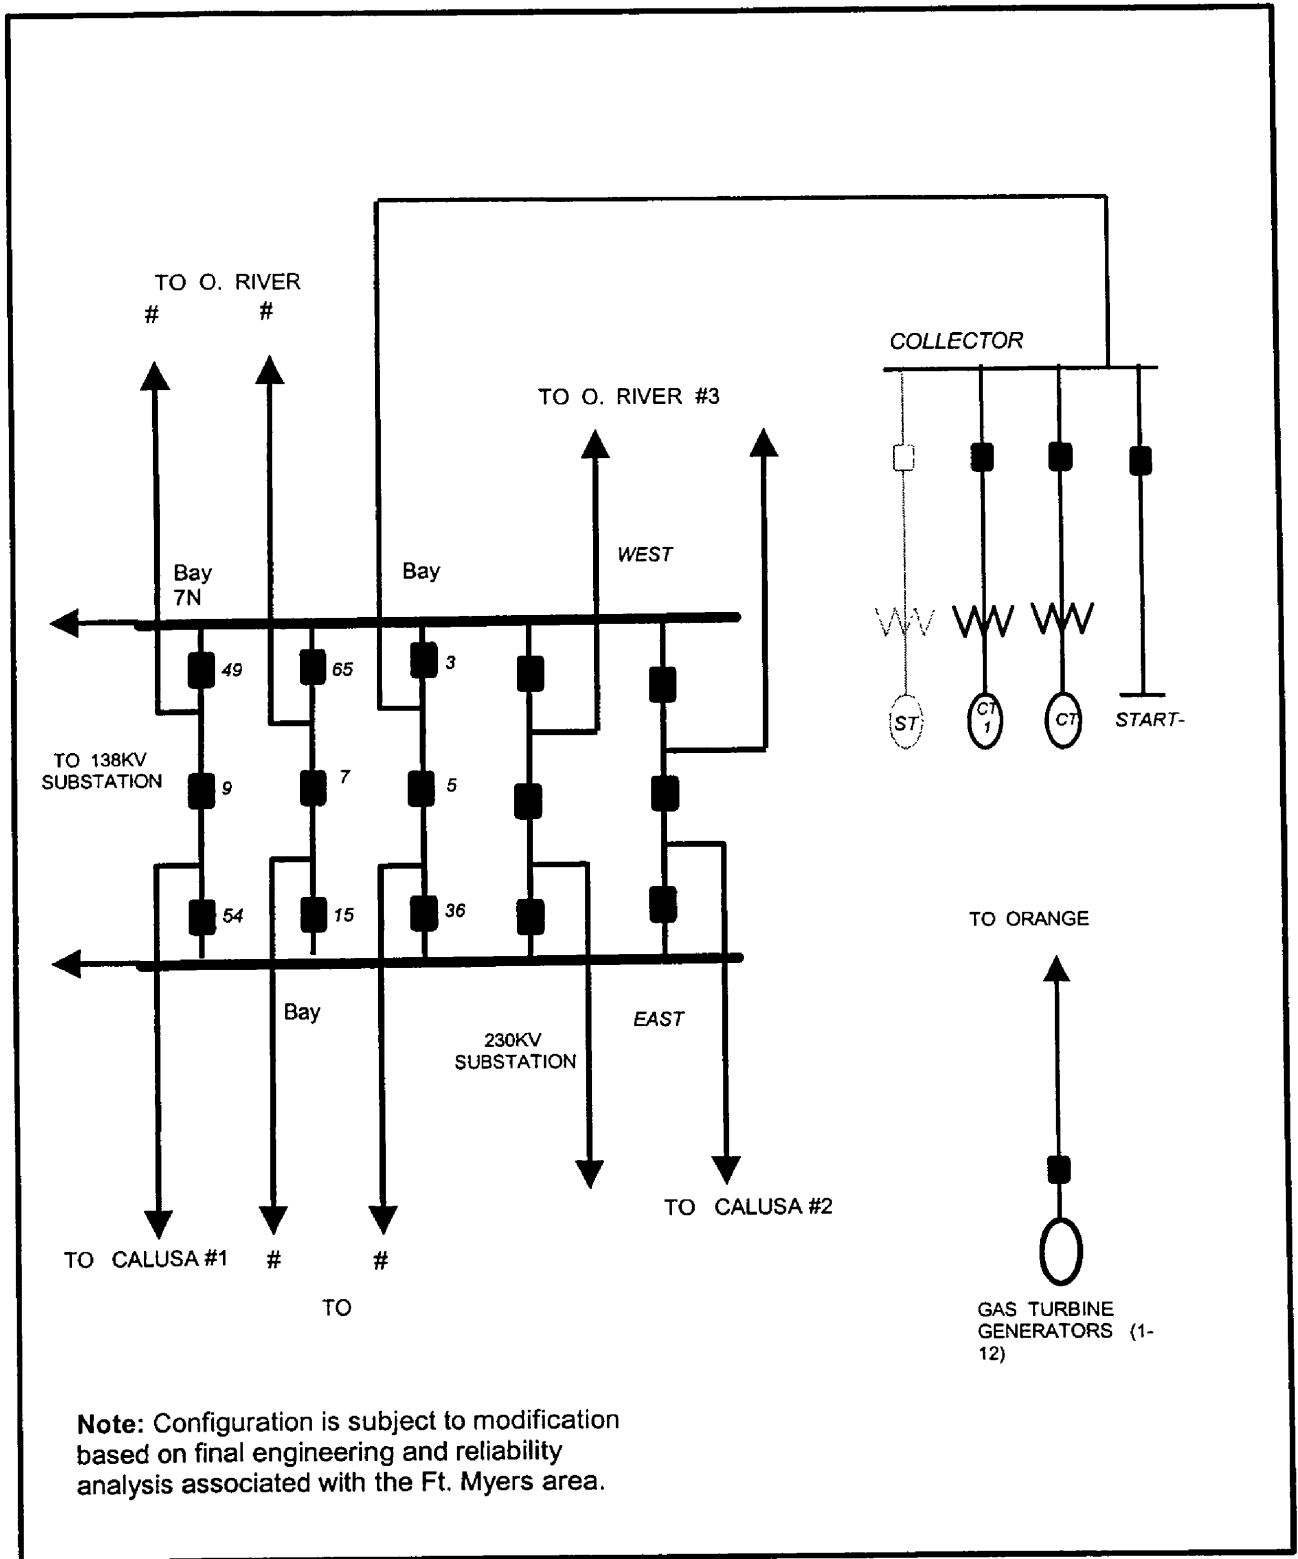 TO O. RIVER
# #
COLLECTOR
TO O. RIVER #3
WEST
Bay
7N
Bay
49
65
3
TO 138KV
SUBSTATION
9
7
5
ST
CT
1
CT
START-
54
15
36
TO ORANGE
Bay
EAST
230KV
SUBSTATION
TO CALUSA #2
TO CALUSA #1
# #
TO
GAS TURBINE
GENERATORS (1-
12)
Note: Configuration is subject to modification
based on final engineering and reliability
analysis associated with the Ft. Myers area.